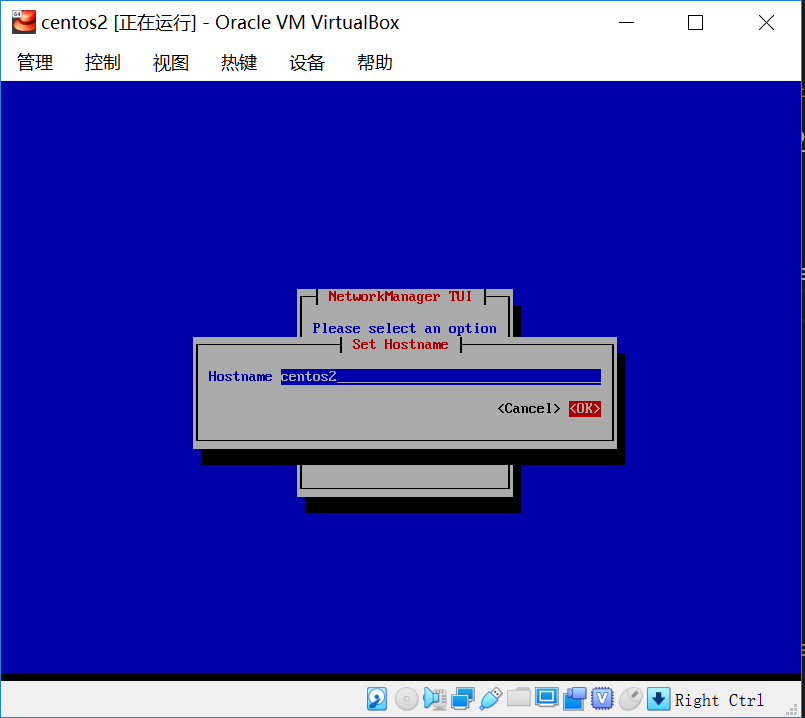 centos2 [正在运行] - Oracle VM VirtualBox
管理 控制 视图 热键 设备 帮助
NetworkManager TUI
Please select an option
Set Hostname
Hostname centos2
<Cancel> <OK>
Right Ctrl